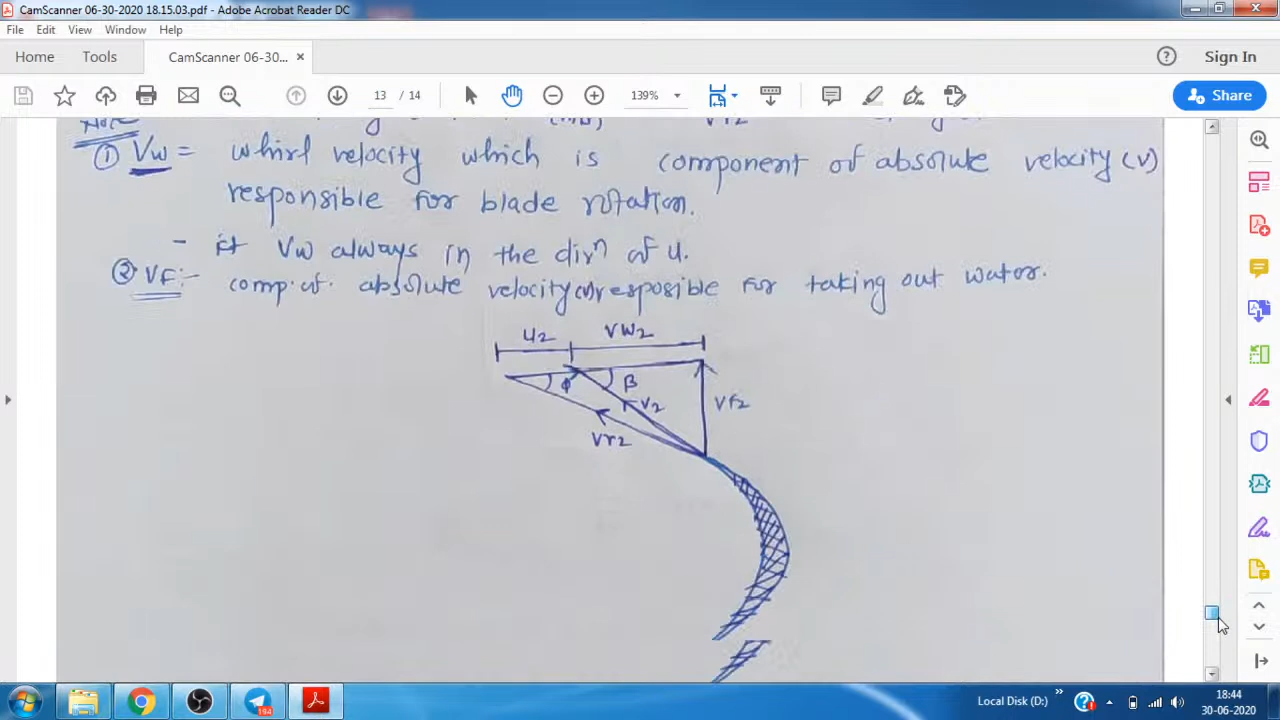 CamScanner 06-30-2020 18.15.03.pdf - Adobe Acrobat Reader DC
File Edit View Window Help
Home Tools CamScanner 06-30... × Sign In
13 / 14 139% Share
Note
① Vw = whirl velocity which is component of absolute velocity (v)
responsible for blade rotation.
- it Vw always in the dirⁿ of u.
② VF:- comp. of. absolute velocity(v) resposible for taking out water.
u2 Vw2
ϕ β
V2 Vf2
Vr2
194
Local Disk (D:) » 18:44
30-06-2020